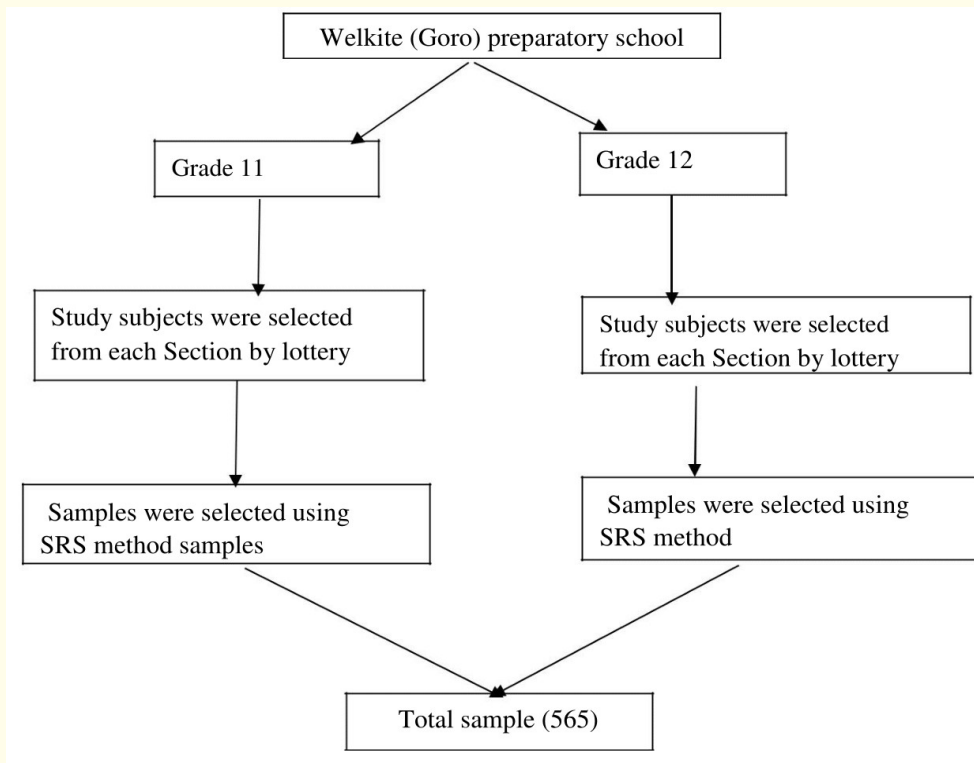 Welkite (Goro) preparatory school
Grade 11
Grade 12
Study subjects were selected
from each Section by lottery
Study subjects were selected
from each Section by lottery
Samples were selected using
SRS method samples
Samples were selected using
SRS method
Total sample (565)